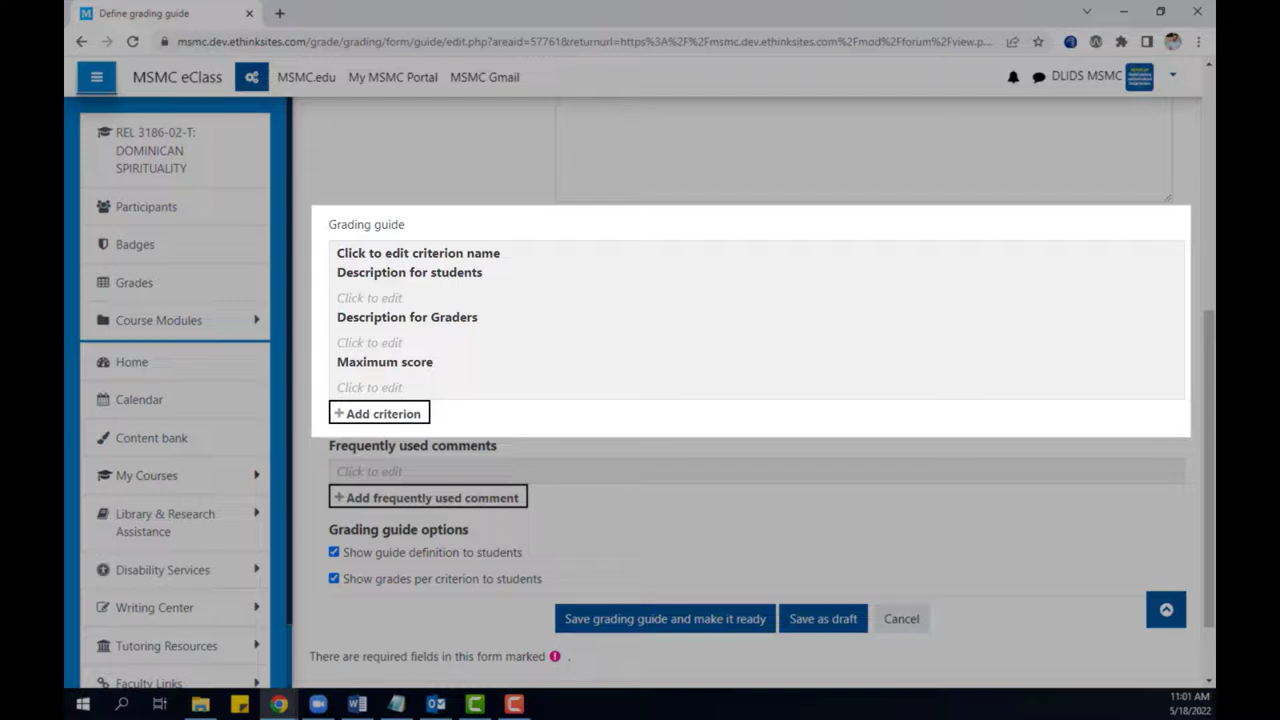 Define grading guide
msmc.dev.ethinksites.com/grade/grading/form/guide/edit.php?areaid=57761&returnurl=https%3A%2F%2Fmsmc.dev.ethinksites.com%2Fmod%2Fforum%2Fview.p...
MSMC eClass
MSMC.edu
My MSMC Portal
MSMC Gmail
DLIDS MSMC
REL 3186-02-T:
DOMINICAN
SPIRITUALITY
Participants
Badges
Grades
Course Modules
Home
Calendar
Content bank
My Courses
Library & Research
Assistance
Disability Services
Writing Center
Tutoring Resources
Faculty Links
Grading guide
Click to edit criterion name
Description for students
Click to edit
Description for Graders
Click to edit
Maximum score
Click to edit
+ Add criterion
Frequently used comments
Click to edit
+ Add frequently used comment
Grading guide options
Show guide definition to students
Show grades per criterion to students
Save grading guide and make it ready
Save as draft
Cancel
There are required fields in this form marked .
11:01 AM
5/18/2022